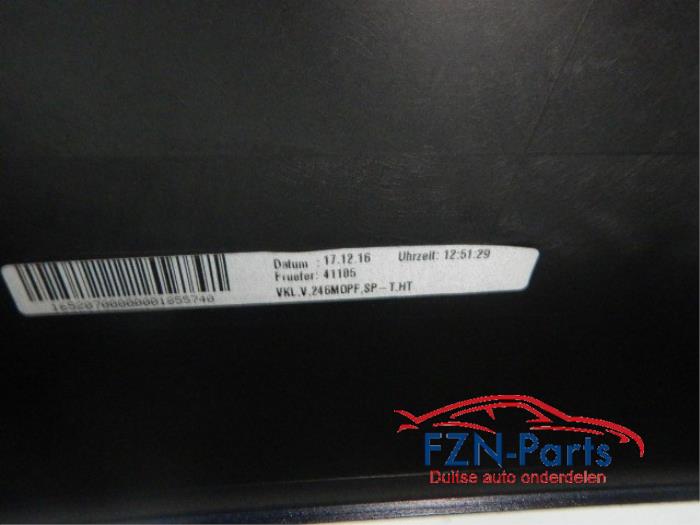 Datum : 17.12.16 Uhrzeit: 12:51:29
Pruefer: 41105
VKL.V.246MOPF,SP-T.HT
1652070000001855740
FZN-Parts
Duitse auto onderdelen